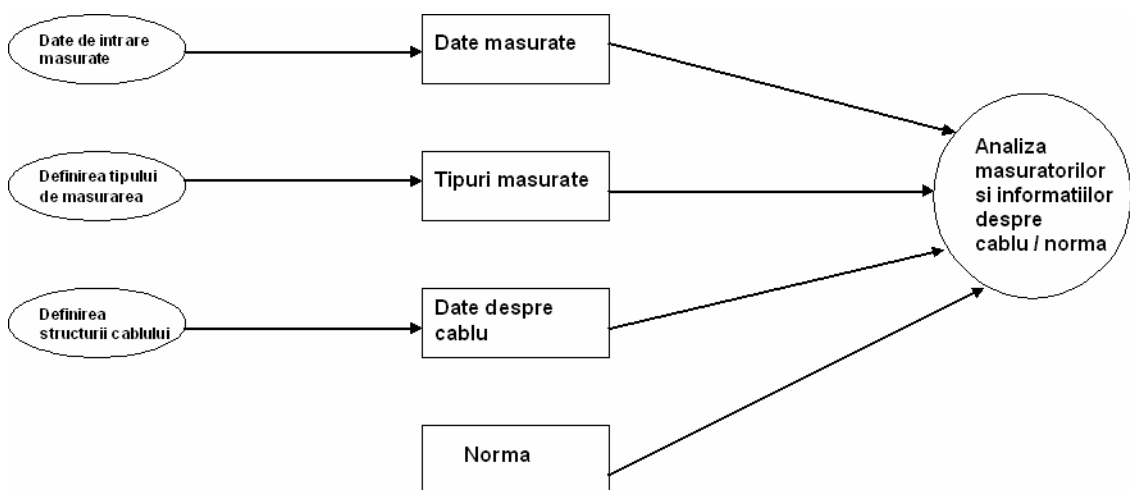 Date de intrare
masurate
Date masurate
Definirea tipului
de masurarea
Tipuri masurate
Definirea
structurii cablului
Date despre
cablu
Norma
Analiza
masuratorilor
si informatiilor
despre
cablu / norma